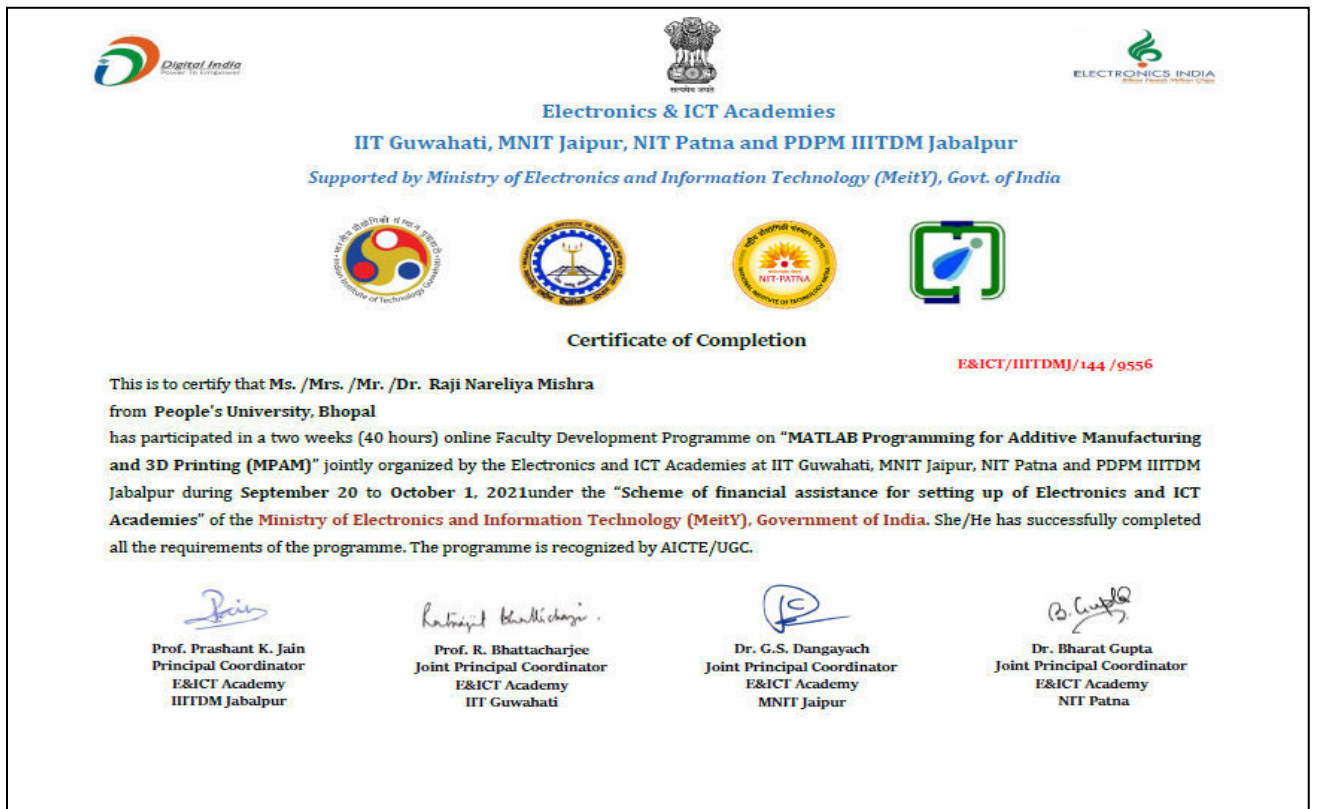 Digital India
Power To Empower
सत्यमेव जयते
ELECTRONICS INDIA
Billion Needs Million Chips
Electronics & ICT Academies
IIT Guwahati, MNIT Jaipur, NIT Patna and PDPM IIITDM Jabalpur
Supported by Ministry of Electronics and Information Technology (MeitY), Govt. of India
NIT-PATNA
Certificate of Completion
E&ICT/IIITDMJ/144 /9556
This is to certify that Ms. /Mrs. /Mr. /Dr. Raji Nareliya Mishra
from People's University, Bhopal
has participated in a two weeks (40 hours) online Faculty Development Programme on “MATLAB Programming for Additive Manufacturing
and 3D Printing (MPAM)” jointly organized by the Electronics and ICT Academies at IIT Guwahati, MNIT Jaipur, NIT Patna and PDPM IIITDM
Jabalpur during September 20 to October 1, 2021under the “Scheme of financial assistance for setting up of Electronics and ICT
Academies” of the Ministry of Electronics and Information Technology (MeitY), Government of India. She/He has successfully completed
all the requirements of the programme. The programme is recognized by AICTE/UGC.
Prof. Prashant K. Jain
Principal Coordinator
E&ICT Academy
IIITDM Jabalpur
Prof. R. Bhattacharjee
Joint Principal Coordinator
E&ICT Academy
IIT Guwahati
Dr. G.S. Dangayach
Joint Principal Coordinator
E&ICT Academy
MNIT Jaipur
B. Gupta
Dr. Bharat Gupta
Joint Principal Coordinator
E&ICT Academy
NIT Patna